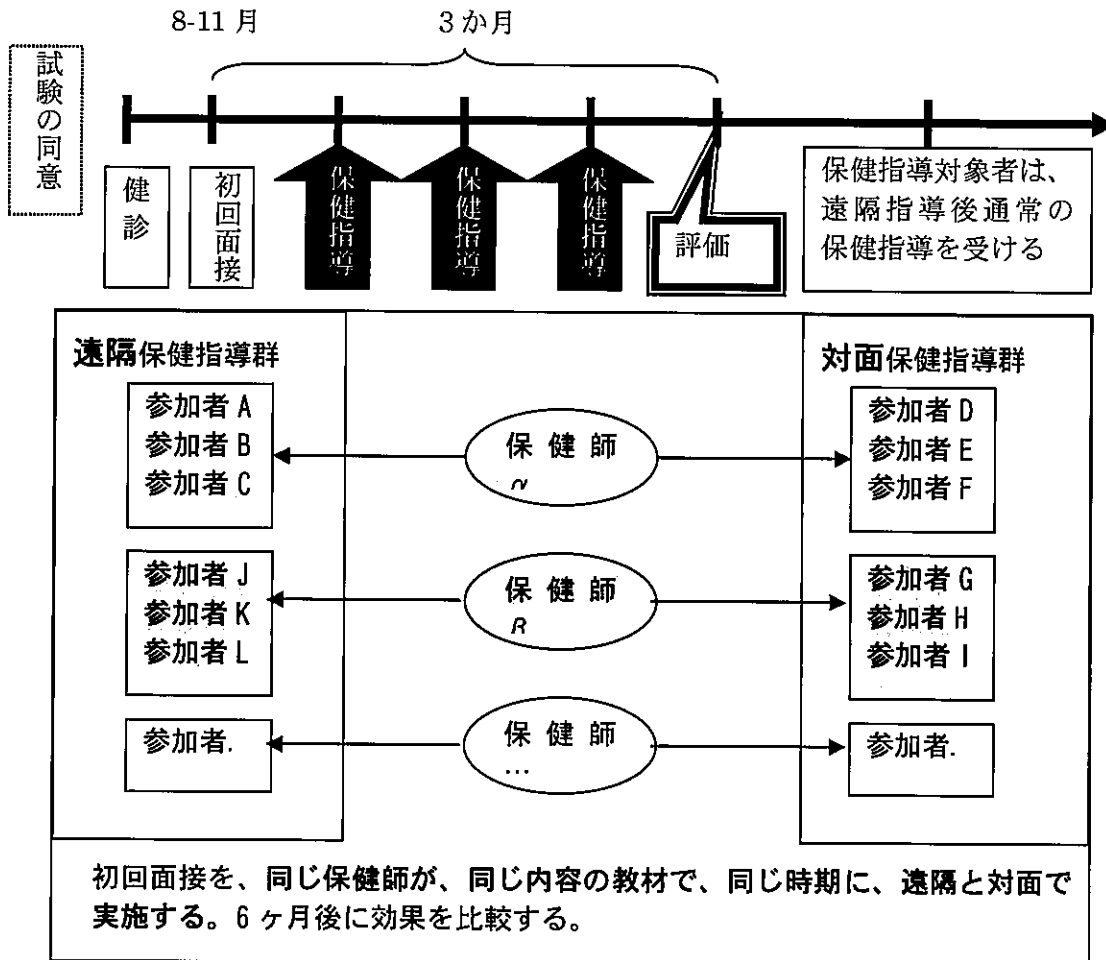 8-11 月
3 か月
試験の同意
健診
初回面接
保健指導
保健指導
保健指導
評価
保健指導対象者は、
遠隔指導後通常の
保健指導を受ける
遠隔保健指導群
対面保健指導群
参加者 A
参加者 B
参加者 C
保 健 師
α
参加者 D
参加者 E
参加者 F
参加者 J
参加者 K
参加者 L
保 健 師
参加者 G
参加者 H
参加者 I
参加者.
保 健 師
…
参加者.
初回面接を、同じ保健師が、同じ内容の教材で、同じ時期に、遠隔と対面で
実施する。6 ヶ月後に効果を比較する。